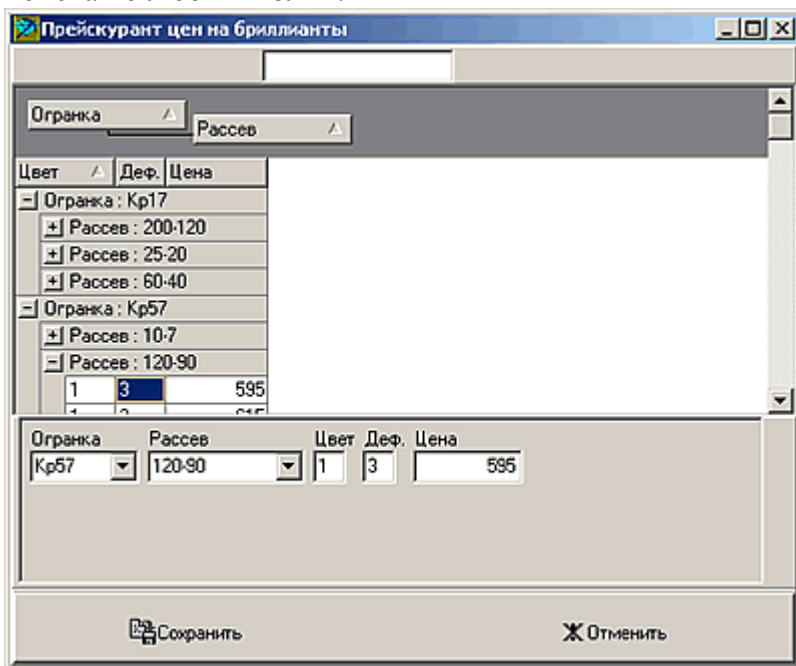 Прейскурант цен на бриллианты
Огранка
Рассев
Цвет Деф. Цена
Огранка : Кр17
Рассев : 200-120
Рассев : 25-20
Рассев : 60-40
Огранка : Кр57
Рассев : 10-7
Рассев : 120-90
1 3 595
Огранка Рассев Цвет Деф. Цена
Кр57 120-90 1 3 595
Сохранить Отменить